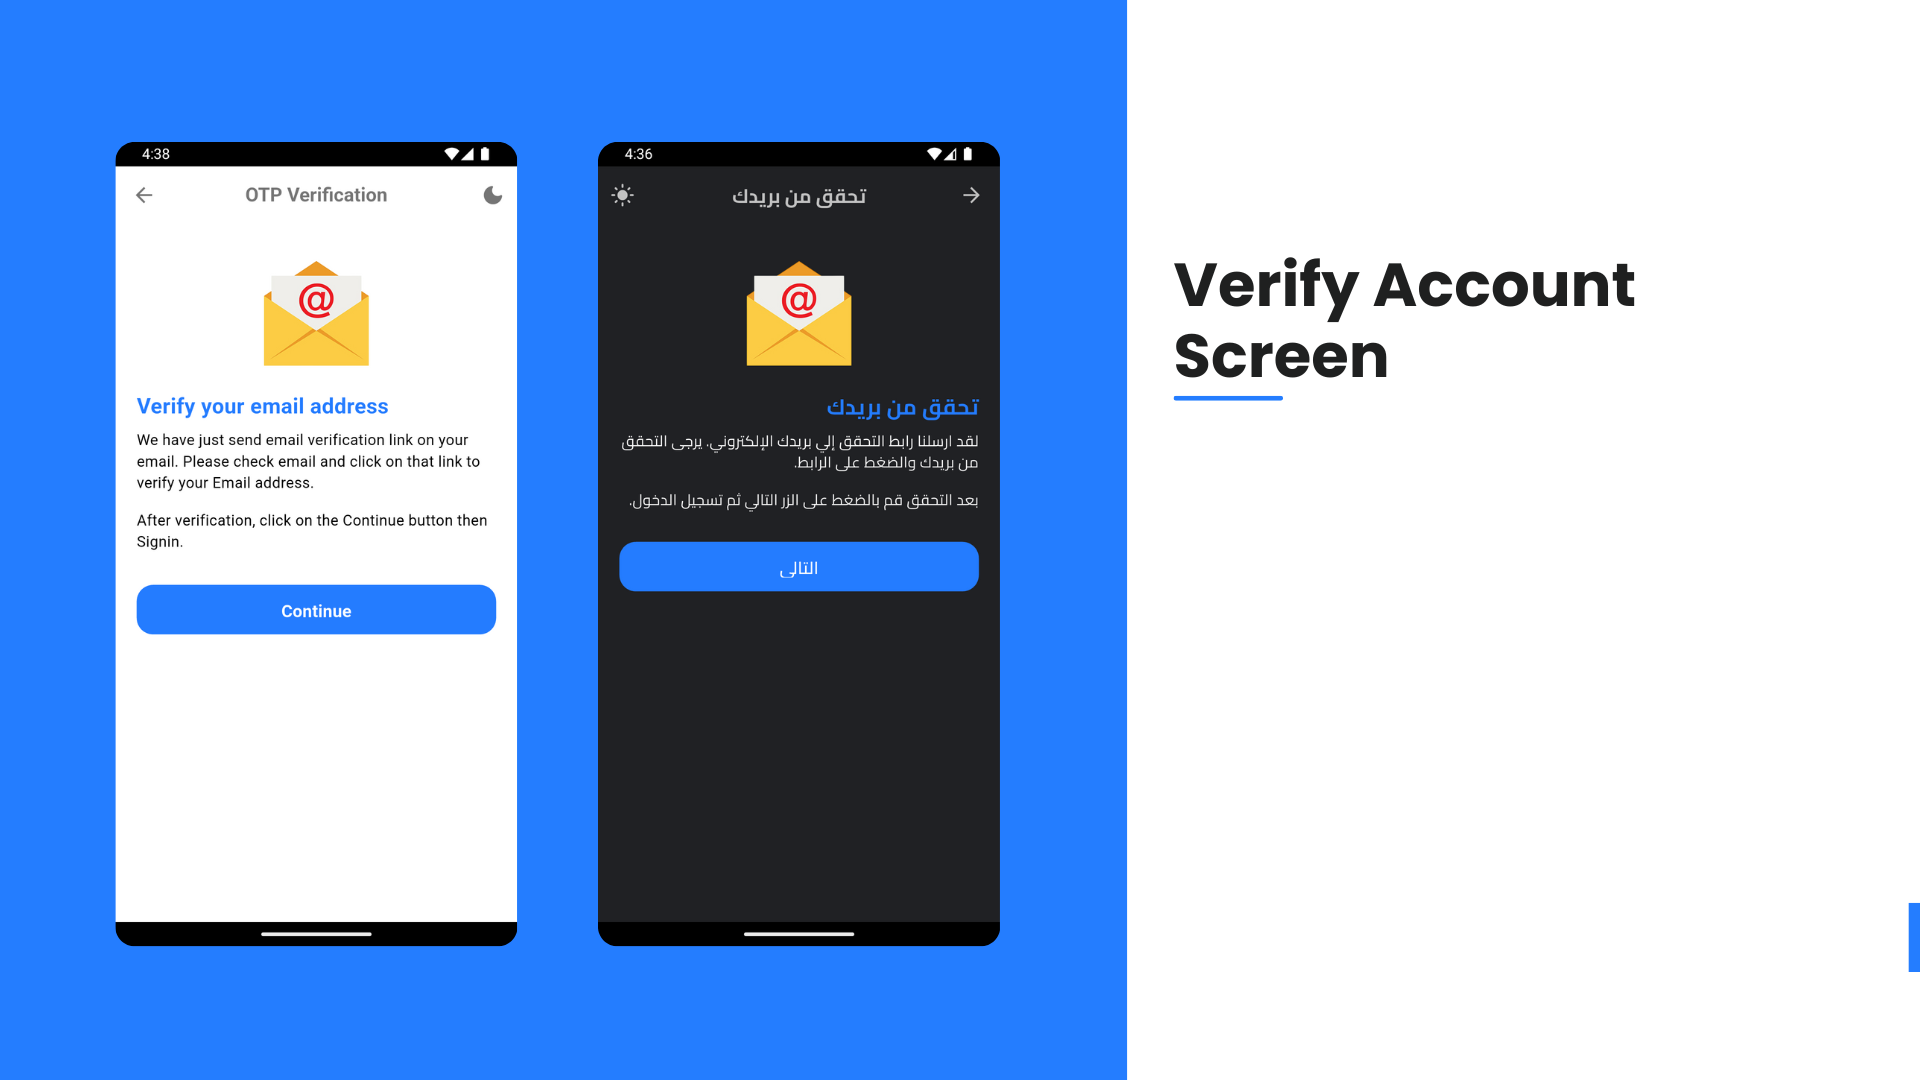 4:38
OTP Verification
@
Verify your email address
We have just send email verification link on your
email. Please check email and click on that link to
verify your Email address.
After verification, click on the Continue button then
Signin.
Continue
4:36
تحقق من بريدك
@
تحقق من بريدك
لقد ارسلنا رابط التحقق إلي بريدك الإلكتروني. يرجى التحقق
من بريدك والضغط على الرابط.
بعد التحقق قم بالضغط على الزر التالي ثم تسجيل الدخول.
التالى
Verify Account
Screen